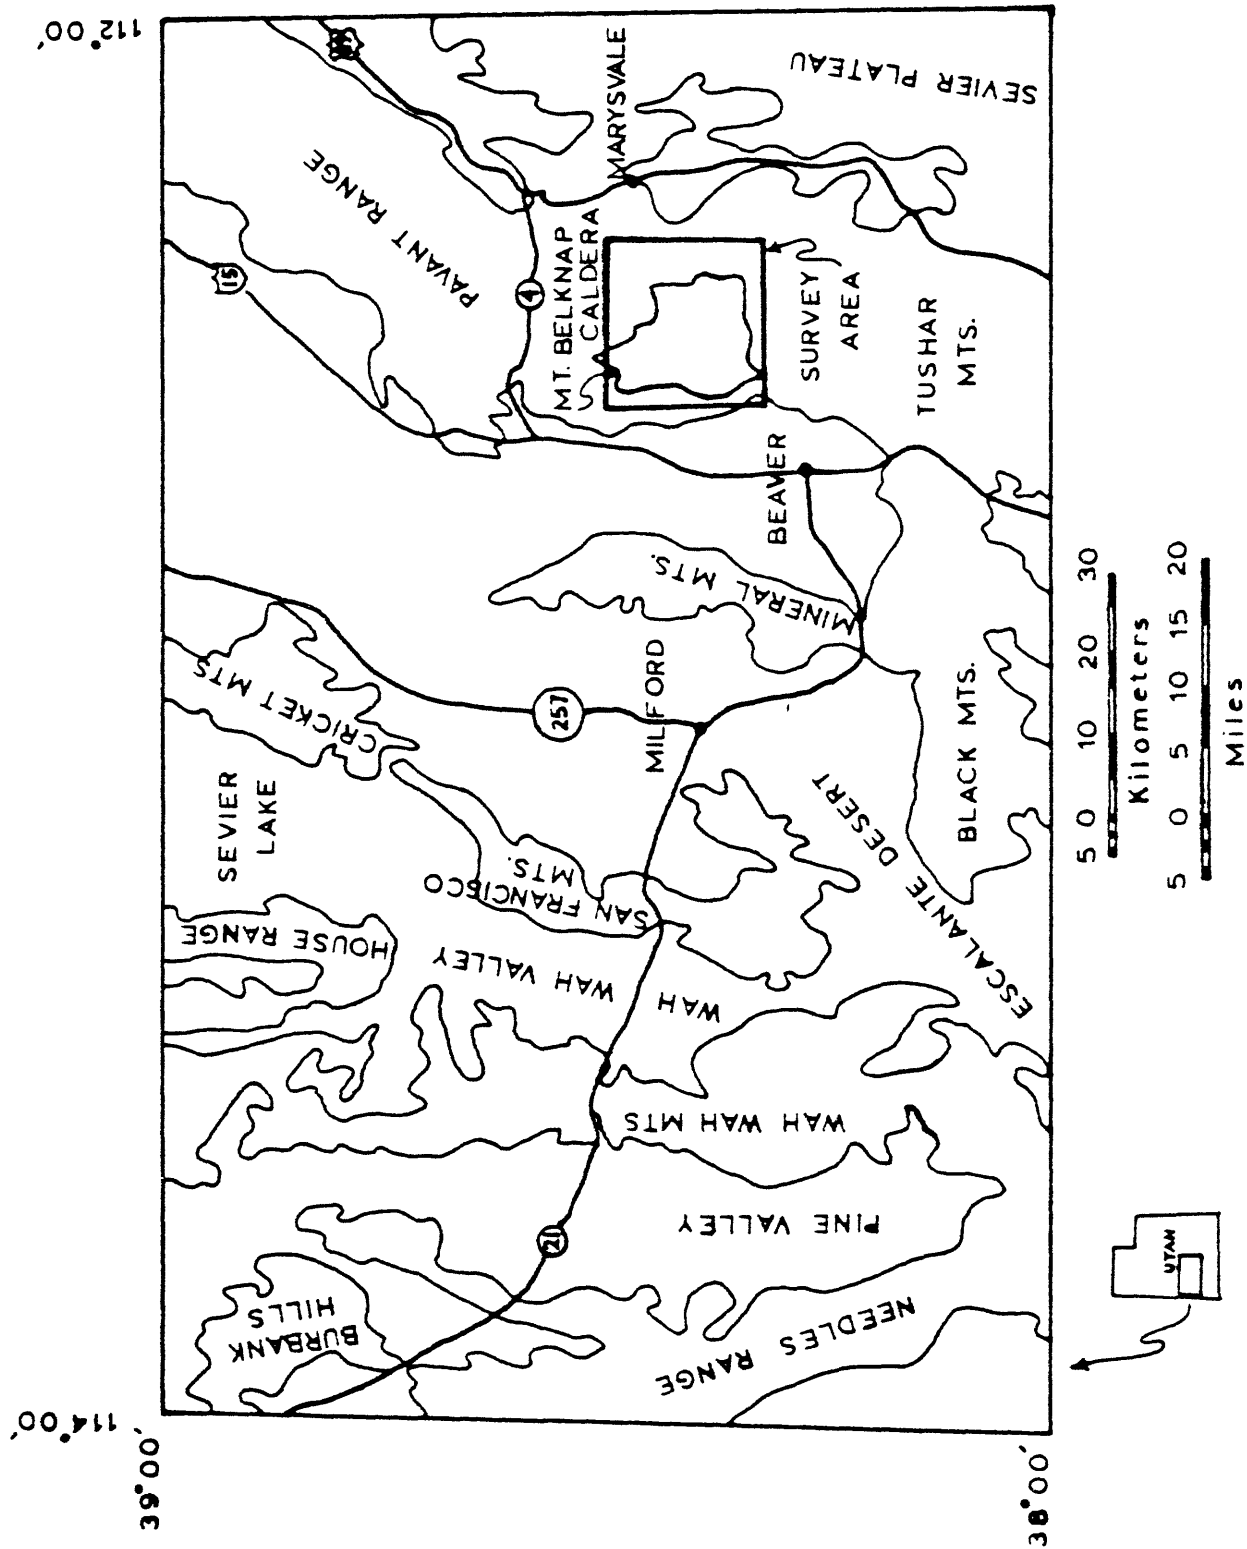 114°00'
112°00'
39°00'
38°00'
BURBANK
HILLS
HOUSE RANGE
SEVIER
LAKE
CRICKET MTS
15
PAVANT RANGE
21
WAH WAH VALLEY
SAN FRANCISCO
MTS.
257
4
MT. BELKNAP
CALDERA
MARYSVALE
MILFORD
MINERAL MTS.
NEEDLES RANGE
PINE VALLEY
WAH WAH MTS
WAH
BEAVER
SURVEY
AREA
SEVIER PLATEAU
ESCALANTE DESERT
BLACK MTS.
TUSHAR
MTS.
UTAH
5 0 10 20 30
Kilometers
5 0 5 10 15 20
Miles